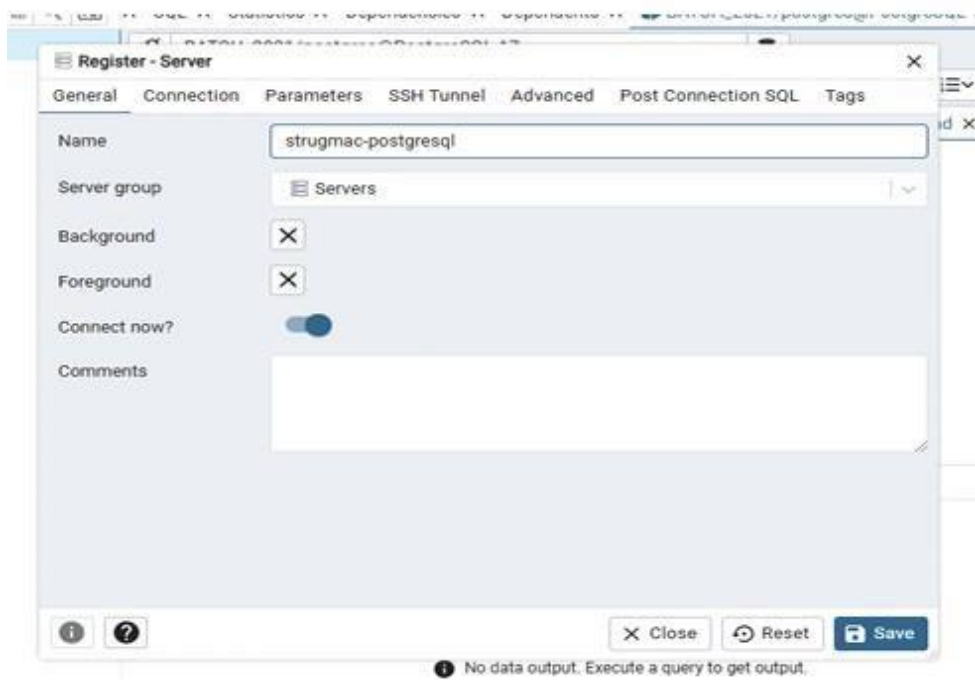 Register - Server
General Connection Parameters SSH Tunnel Advanced Post Connection SQL Tags
Name strugmac-postgresql
Server group Servers
Background
Foreground
Connect now?
Comments
Close Reset Save
No data output. Execute a query to get output.